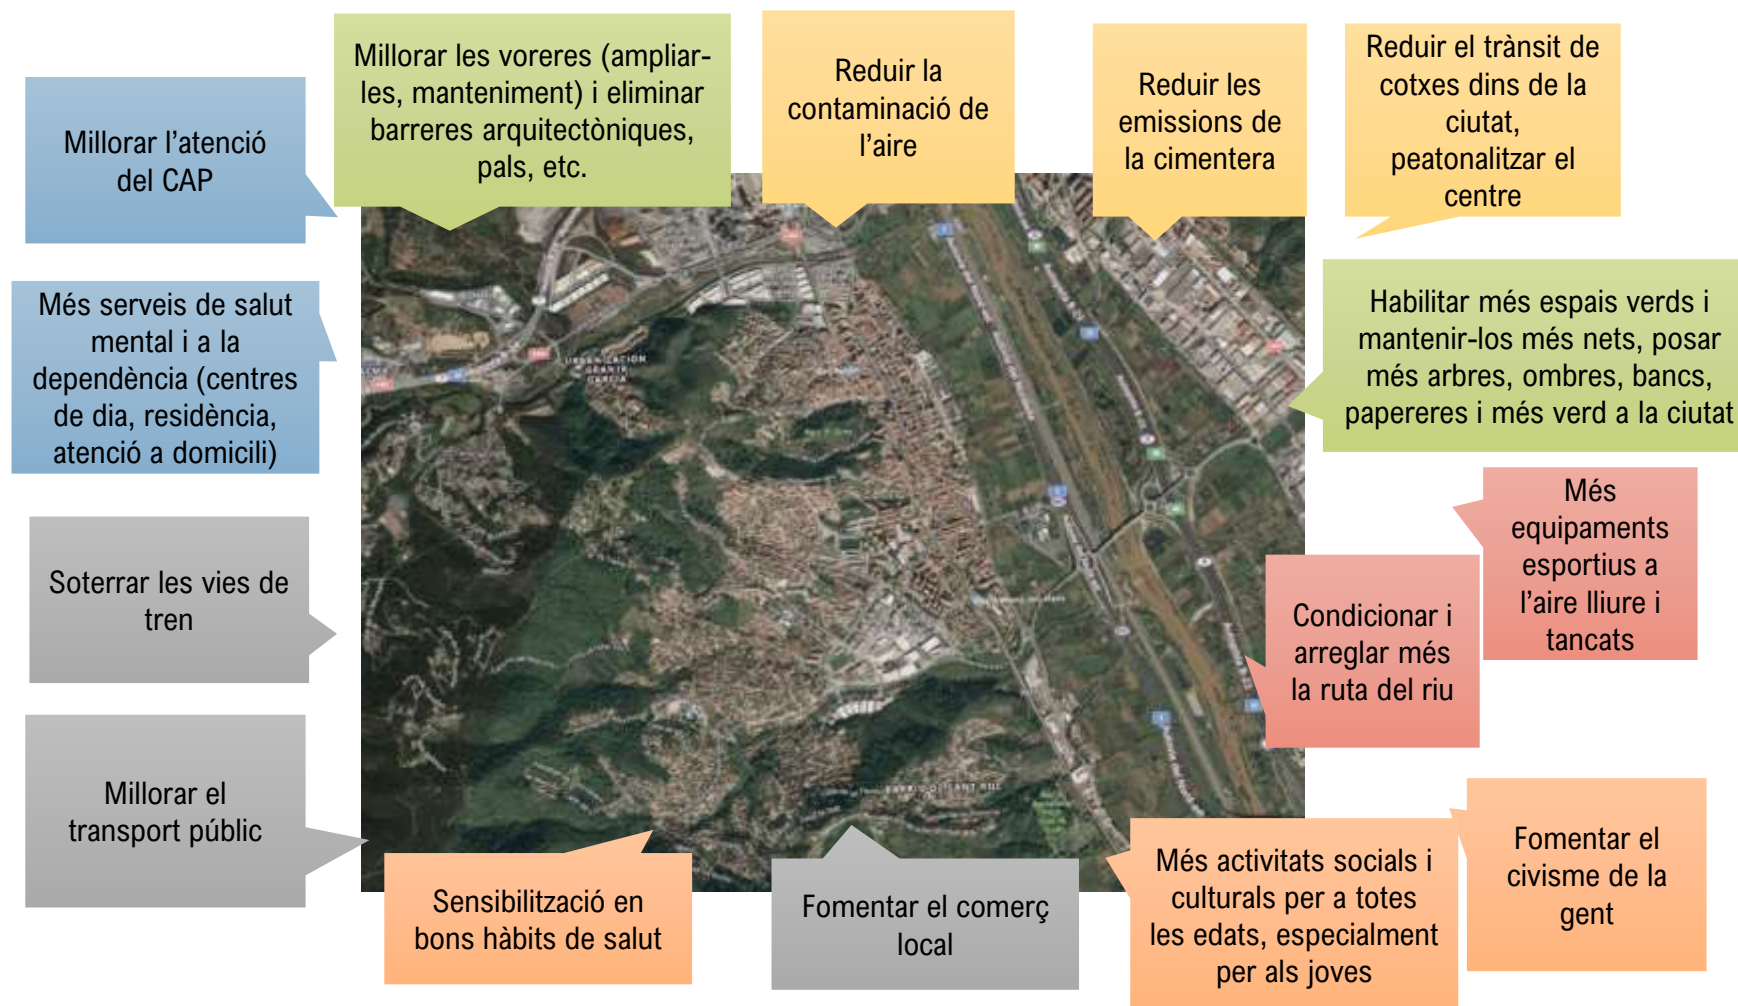 Millorar les voreres (ampliar-
les, manteniment) i eliminar
barreres arquitectòniques,
pals, etc.
Reduir la
contaminació de
l’aire
Reduir les
emissions de
la cimentera
Reduir el trànsit de
cotxes dins de la
ciutat,
peatonalitzar el
centre
Millorar l’atenció
del CAP
Més serveis de salut
mental i a la
dependència (centres
de dia, residència,
atenció a domicili)
Habilitar més espais verds i
mantenir-los més nets, posar
més arbres, ombres, bancs,
papereres i més verd a la ciutat
Més
equipaments
esportius a
l’aire lliure i
tancats
Soterrar les vies de
tren
Condicionar i
arreglar més
la ruta del riu
Millorar el
transport públic
Sensibilització en
bons hàbits de salut
Fomentar el comerç
local
Més activitats socials i
culturals per a totes
les edats, especialment
per als joves
Fomentar el
civisme de la
gent